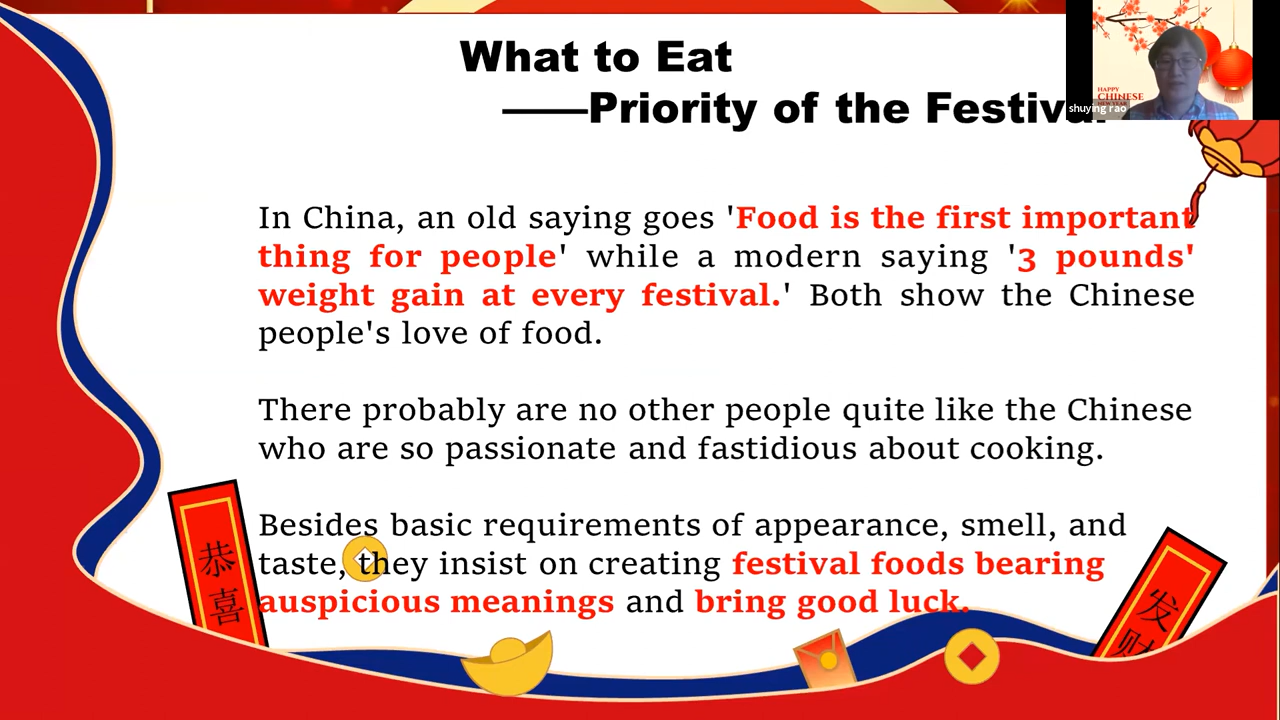 What to Eat
——Priority of the Festival
HAPPY
CHINESE
NEW YEAR
shuying rao
In China, an old saying goes 'Food is the first important
thing for people' while a modern saying '3 pounds'
weight gain at every festival.' Both show the Chinese
people's love of food.
There probably are no other people quite like the Chinese
who are so passionate and fastidious about cooking.
Besides basic requirements of appearance, smell, and
taste, they insist on creating festival foods bearing
auspicious meanings and bring good luck.
恭喜
发财